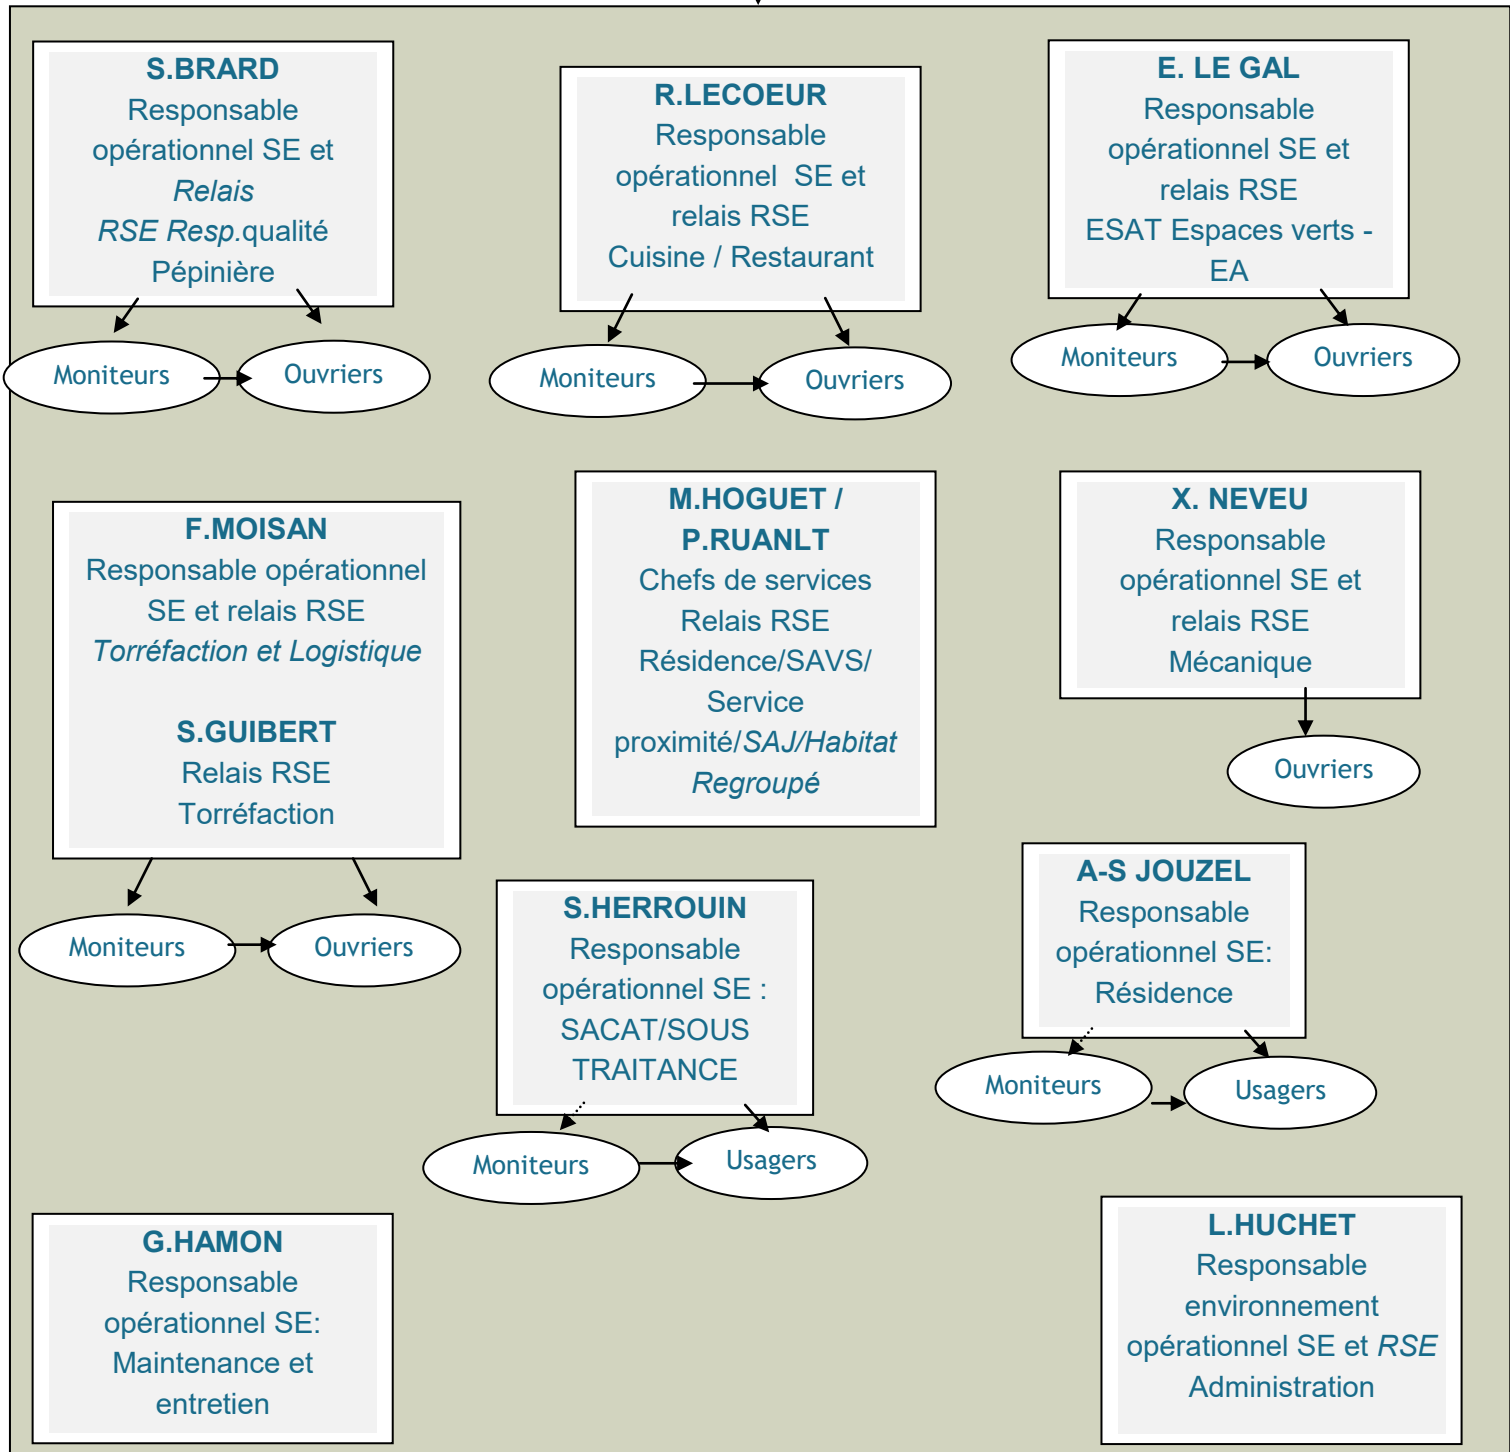 S.BRARD
Responsable
opérationnel SE et
Relais
RSE Resp.qualité
Pépinière
Moniteurs
Ouvriers
R.LECOEUR
Responsable
opérationnel SE et
relais RSE
Cuisine / Restaurant
Moniteurs
Ouvriers
E. LE GAL
Responsable
opérationnel SE et
relais RSE
ESAT Espaces verts -
EA
Moniteurs
Ouvriers
F.MOISAN
Responsable opérationnel
SE et relais RSE
Torréfaction et Logistique
S.GUIBERT
Relais RSE
Torréfaction
Moniteurs
Ouvriers
M.HOGUET /
P.RUANLT
Chefs de services
Relais RSE
Résidence/SAVS/
Service
proximité/SAJ/Habitat
Regroupé
X. NEVEU
Responsable
opérationnel SE et
relais RSE
Mécanique
Ouvriers
S.HERROUIN
Responsable
opérationnel SE :
SACAT/SOUS
TRAITANCE
Moniteurs
Usagers
A-S JOUZEL
Responsable
opérationnel SE:
Résidence
Moniteurs
Usagers
G.HAMON
Responsable
opérationnel SE:
Maintenance et
entretien
L.HUCHET
Responsable
environnement
opérationnel SE et RSE
Administration